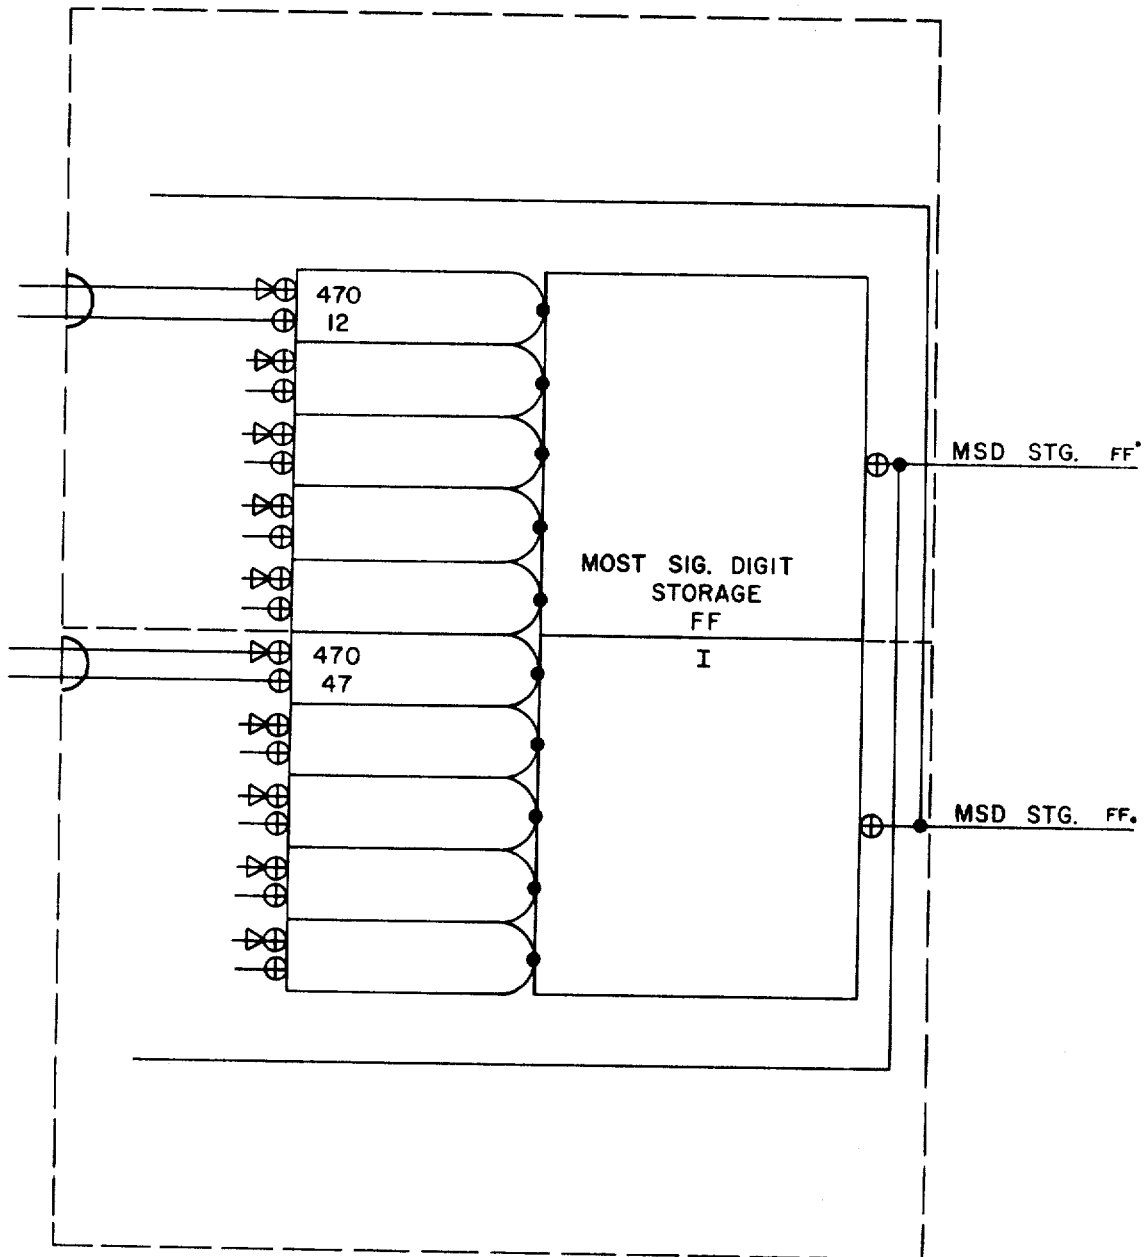 470
12
MSD STG. FF°
MOST SIG. DIGIT
STORAGE
FF
I
470
47
MSD STG. FF.